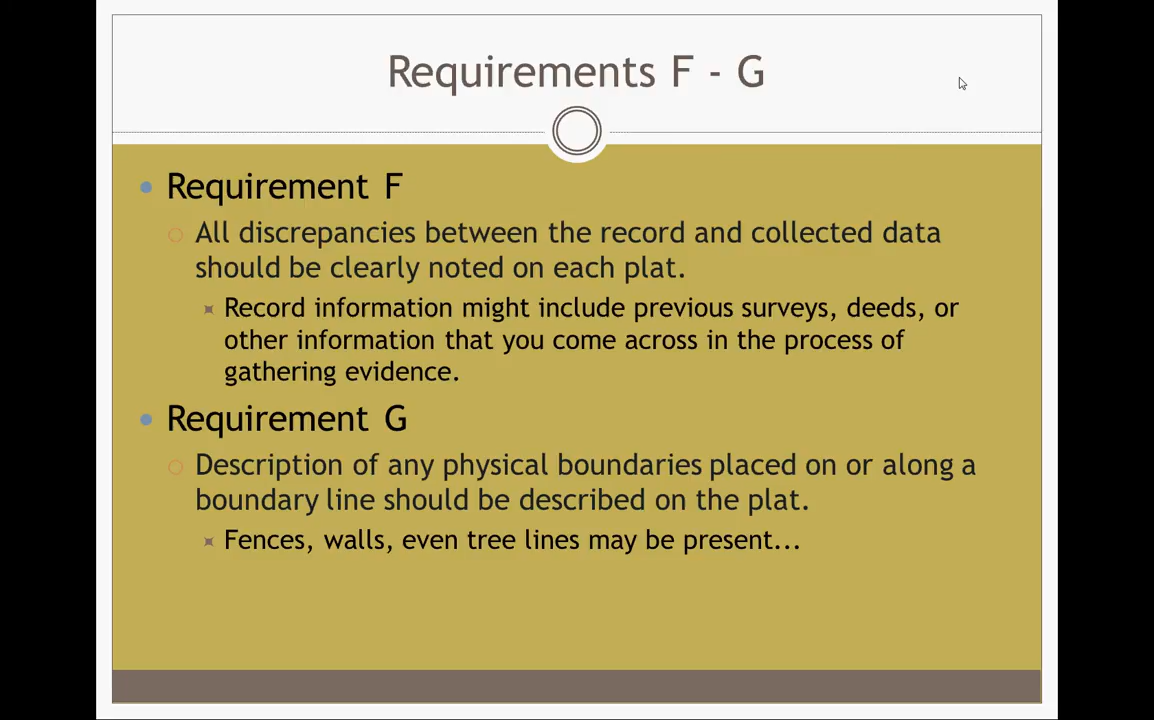 Requirements F - G
Requirement F
All discrepancies between the record and collected data
should be clearly noted on each plat.
Record information might include previous surveys, deeds, or
other information that you come across in the process of
gathering evidence.
Requirement G
Description of any physical boundaries placed on or along a
boundary line should be described on the plat.
Fences, walls, even tree lines may be present...